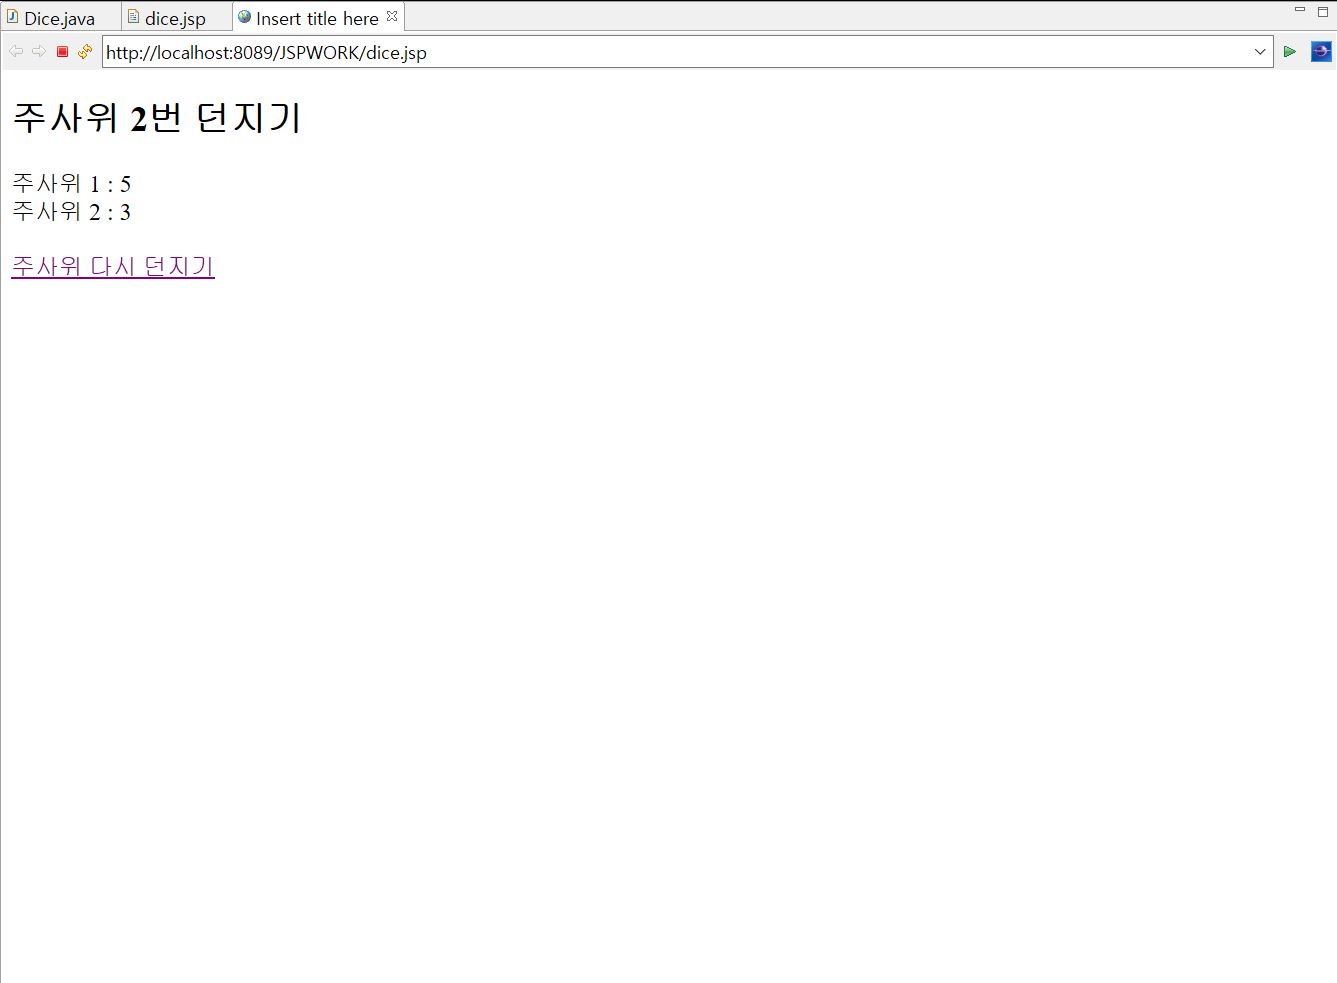 Dice.java dice.jsp Insert title here
http://localhost:8089/JSPWORK/dice.jsp
주사위 2번 던지기
주사위 1 : 5
주사위 2 : 3
주사위 다시 던지기